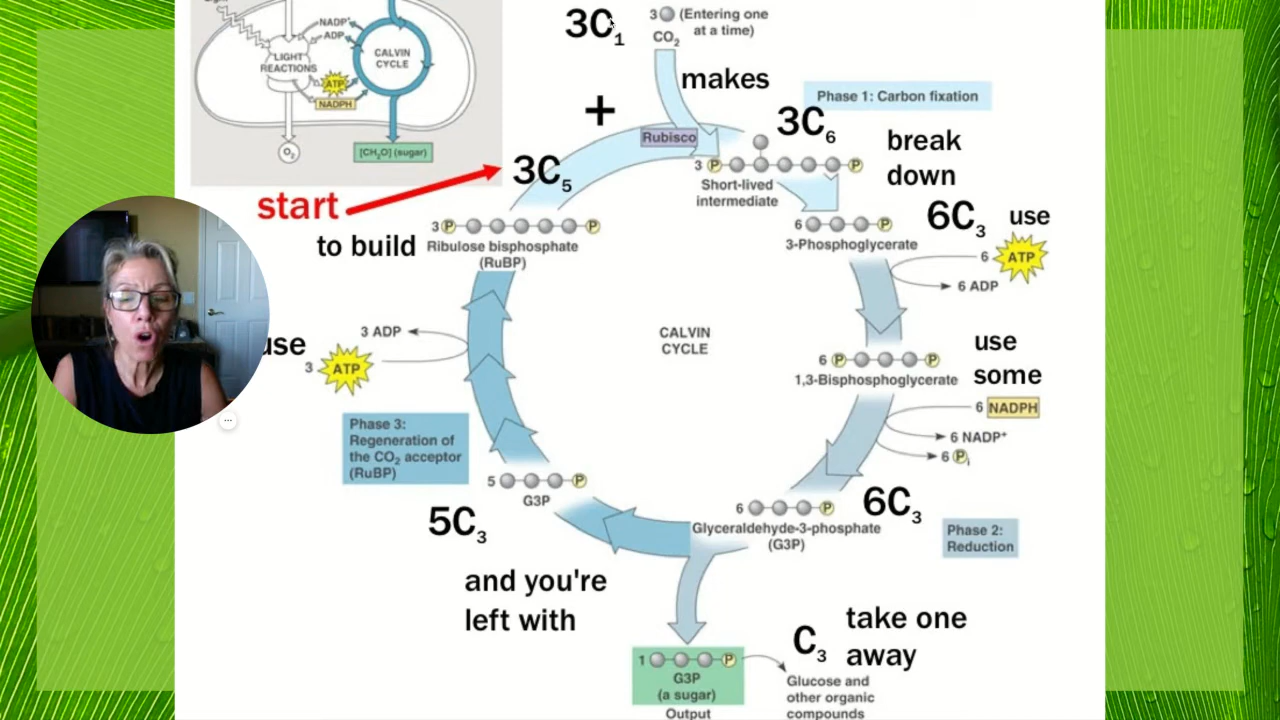 NADP⁺
ADP
LIGHT
REACTIONS
CALVIN
CYCLE
ATP
NADPH
O₂
[CH₂O] (sugar)
3C₁
3 (Entering one
at a time)
CO₂
makes
+
Phase 1: Carbon fixation
Rubisco
3C₆
break
down
3C₅
start
3 P P
Short-lived
intermediate
3 P P
to build
Ribulose bisphosphate
(RuBP)
6 P
3-Phosphoglycerate
6C₃
use
6 ATP
6 ADP
CALVIN
CYCLE
3 ADP
use
3 ATP
6 P P
1,3-Bisphosphoglycerate
use
some
6 NADPH
6 NADP⁺
6 Pᵢ
Phase 3:
Regeneration of
the CO₂ acceptor
(RuBP)
5 P
G3P
5C₃
6 P
Glyceraldehyde-3-phosphate
(G3P)
6C₃
Phase 2:
Reduction
and you're
left with
C₃
take one
away
1 P
G3P
(a sugar)
Output
Glucose and
other organic
compounds